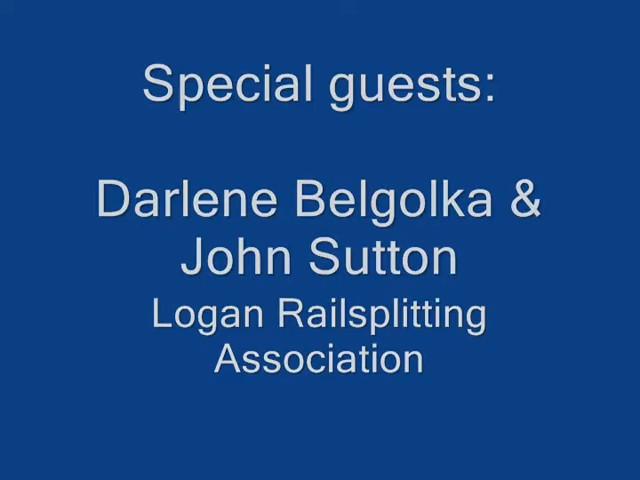 Special guests:
Darlene Belgolka &
John Sutton
Logan Railsplitting
Association